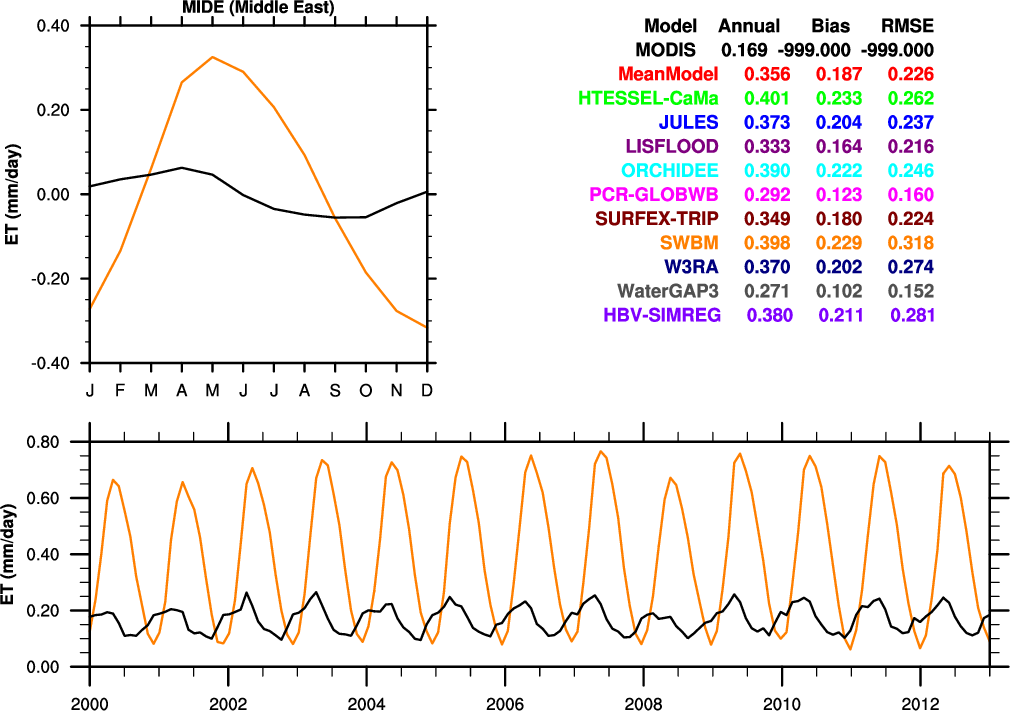 MIDE (Middle East)
0.40
0.20
0.00
-0.20
-0.40
ET (mm/day)
J F M A M J J A S O N D
Model Annual Bias RMSE
MODIS 0.169 -999.000 -999.000
MeanModel 0.356 0.187 0.226
HTESSEL-CaMa 0.401 0.233 0.262
JULES 0.373 0.204 0.237
LISFLOOD 0.333 0.164 0.216
ORCHIDEE 0.390 0.222 0.246
PCR-GLOBWB 0.292 0.123 0.160
SURFEX-TRIP 0.349 0.180 0.224
SWBM 0.398 0.229 0.318
W3RA 0.370 0.202 0.274
WaterGAP3 0.271 0.102 0.152
HBV-SIMREG 0.380 0.211 0.281
0.80
0.60
0.40
0.20
0.00
ET (mm/day)
2000 2002 2004 2006 2008 2010 2012